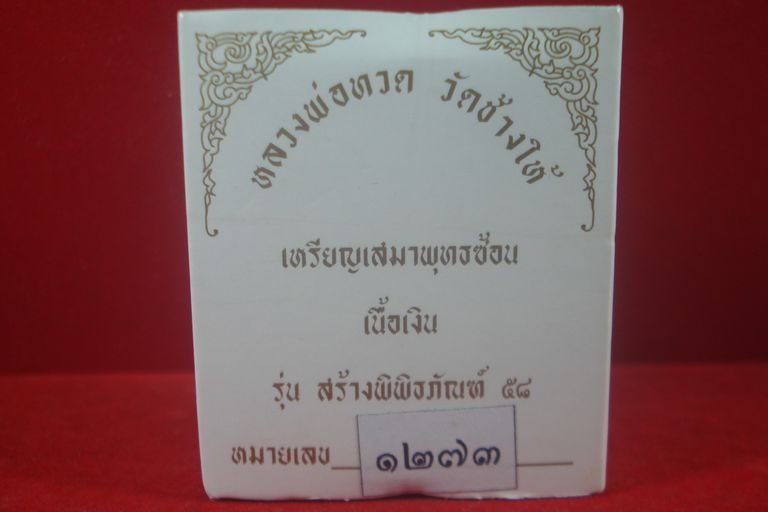 หลวงพ่อทวด วัดช้างให้
เหรียญเสมาพุทธซ้อน
เนื้อเงิน
รุ่น สร้างพิพิธภัณฑ์ ๕๘
หมายเลข ๑๒๗๓